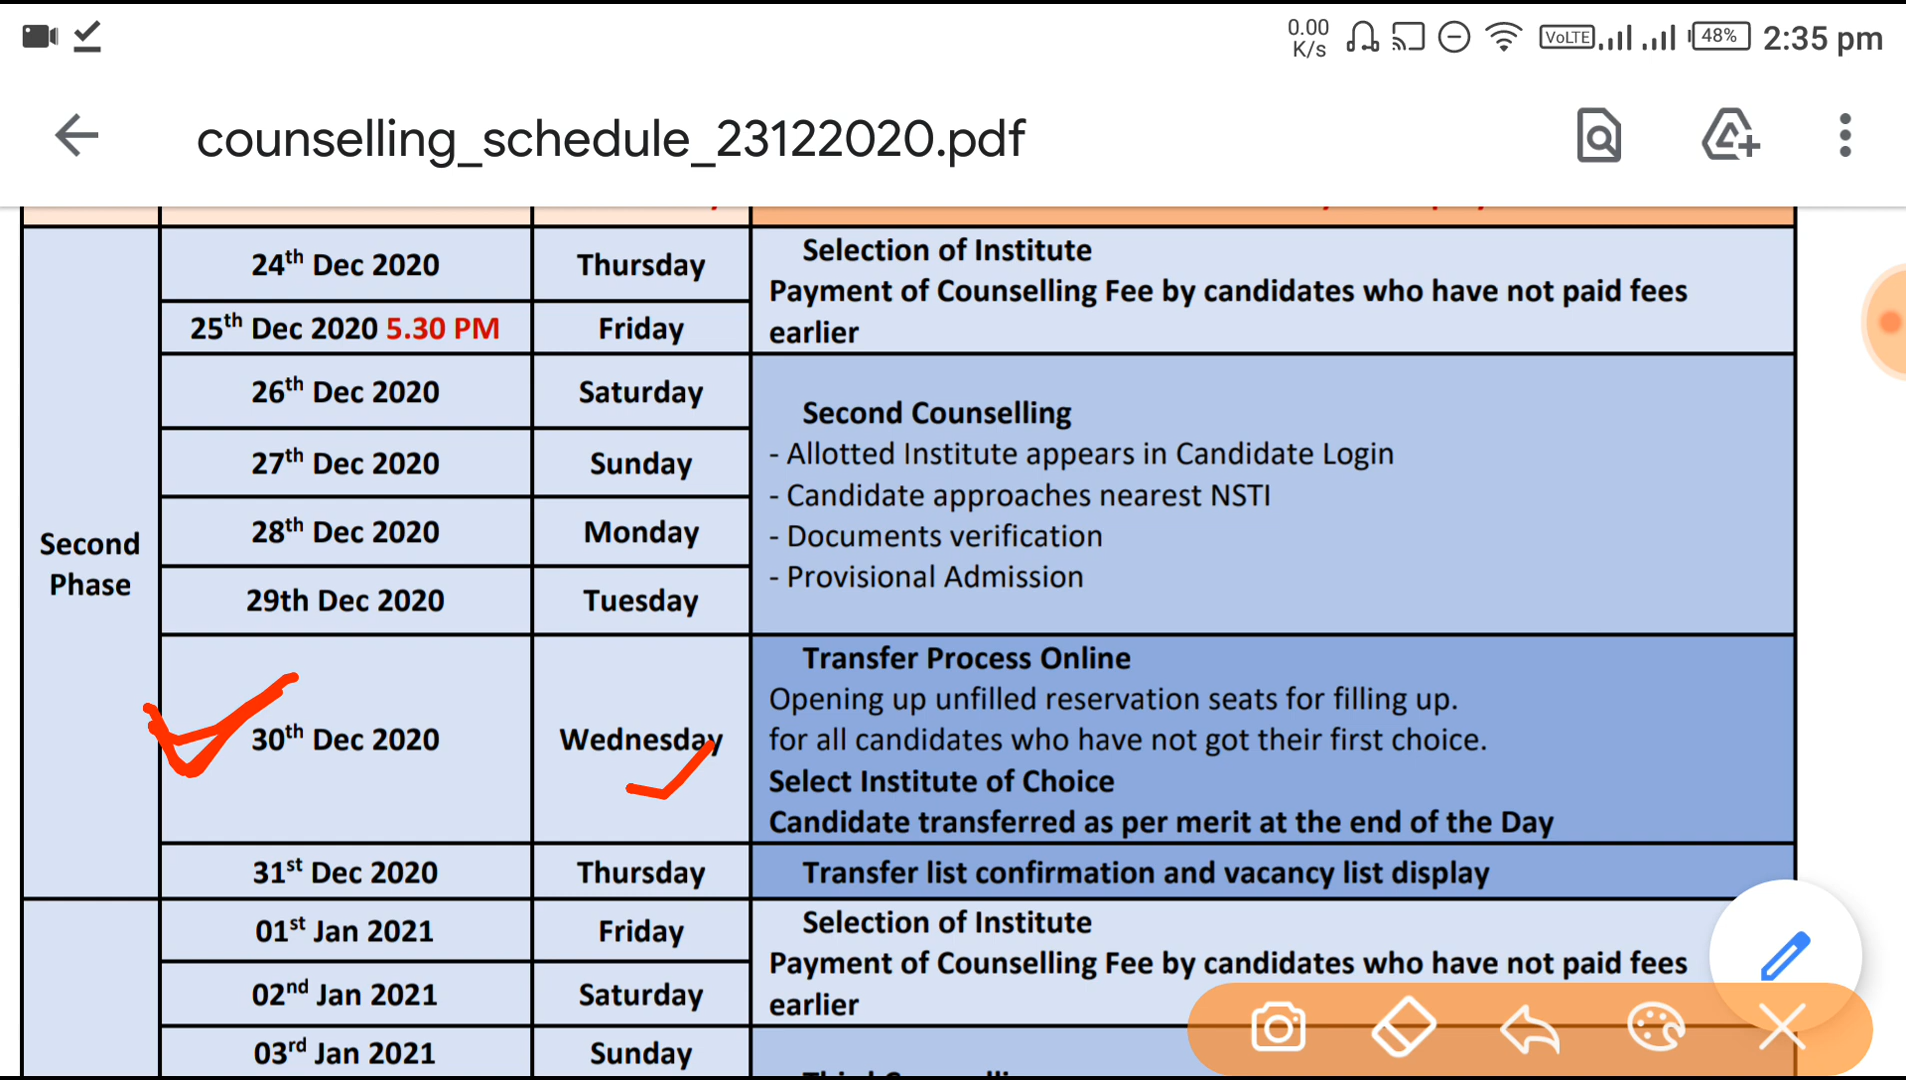 0.00
K/s
VoLTE
48%
2:35 pm
counselling_schedule_23122020.pdf
Second
Phase
24th Dec 2020
Thursday
Selection of Institute
Payment of Counselling Fee by candidates who have not paid fees
earlier
25th Dec 2020 5.30 PM
Friday
26th Dec 2020
Saturday
Second Counselling
- Allotted Institute appears in Candidate Login
- Candidate approaches nearest NSTI
- Documents verification
- Provisional Admission
27th Dec 2020
Sunday
28th Dec 2020
Monday
29th Dec 2020
Tuesday
30th Dec 2020
Wednesday
Transfer Process Online
Opening up unfilled reservation seats for filling up.
for all candidates who have not got their first choice.
Select Institute of Choice
Candidate transferred as per merit at the end of the Day
31st Dec 2020
Thursday
Transfer list confirmation and vacancy list display
01st Jan 2021
Friday
Selection of Institute
Payment of Counselling Fee by candidates who have not paid fees
earlier
02nd Jan 2021
Saturday
03rd Jan 2021
Sunday